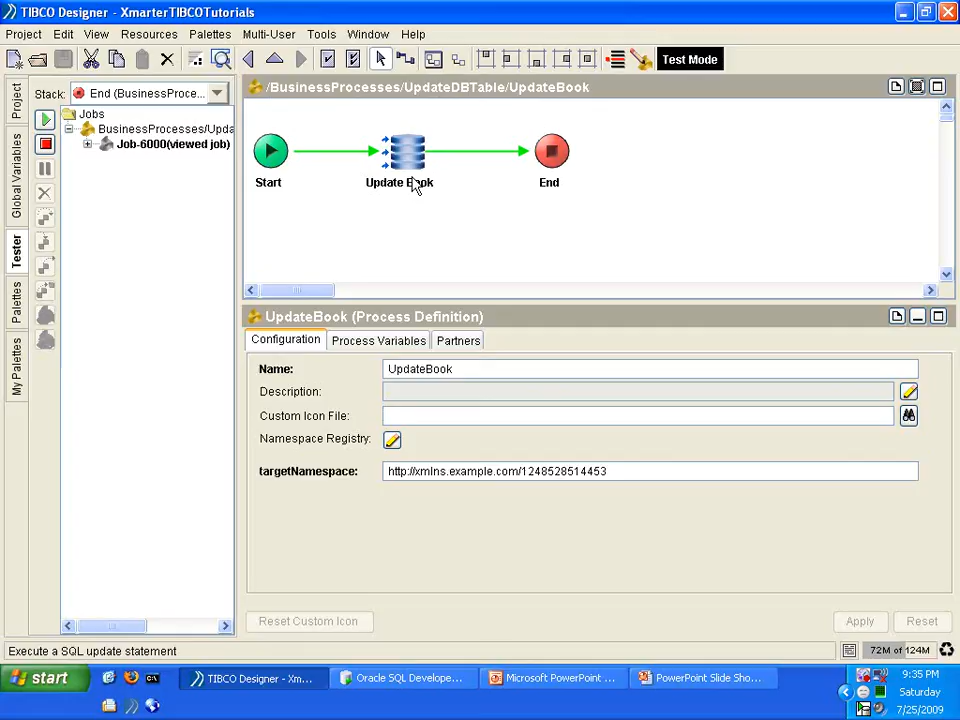 TIBCO Designer - XmarterTIBCOTutorials
Project Edit View Resources Palettes Multi-User Tools Window Help
Test Mode
Stack: End (BusinessProce...
/BusinessProcesses/UpdateDBTable/UpdateBook
Project
Global Variables
Tester
Palettes
My Palettes
Jobs
BusinessProcesses/Upda
Job-6000(viewed job)
Start
Update Book
End
UpdateBook (Process Definition)
Configuration Process Variables Partners
Name: UpdateBook
Description:
Custom Icon File:
Namespace Registry:
targetNamespace: http://xmlns.example.com/1248528514453
Reset Custom Icon Apply Reset
Execute a SQL update statement 72M of 124M
start TIBCO Designer - Xm... Oracle SQL Develope... Microsoft PowerPoint ... PowerPoint Slide Sho...
9:35 PM
Saturday
7/25/2009